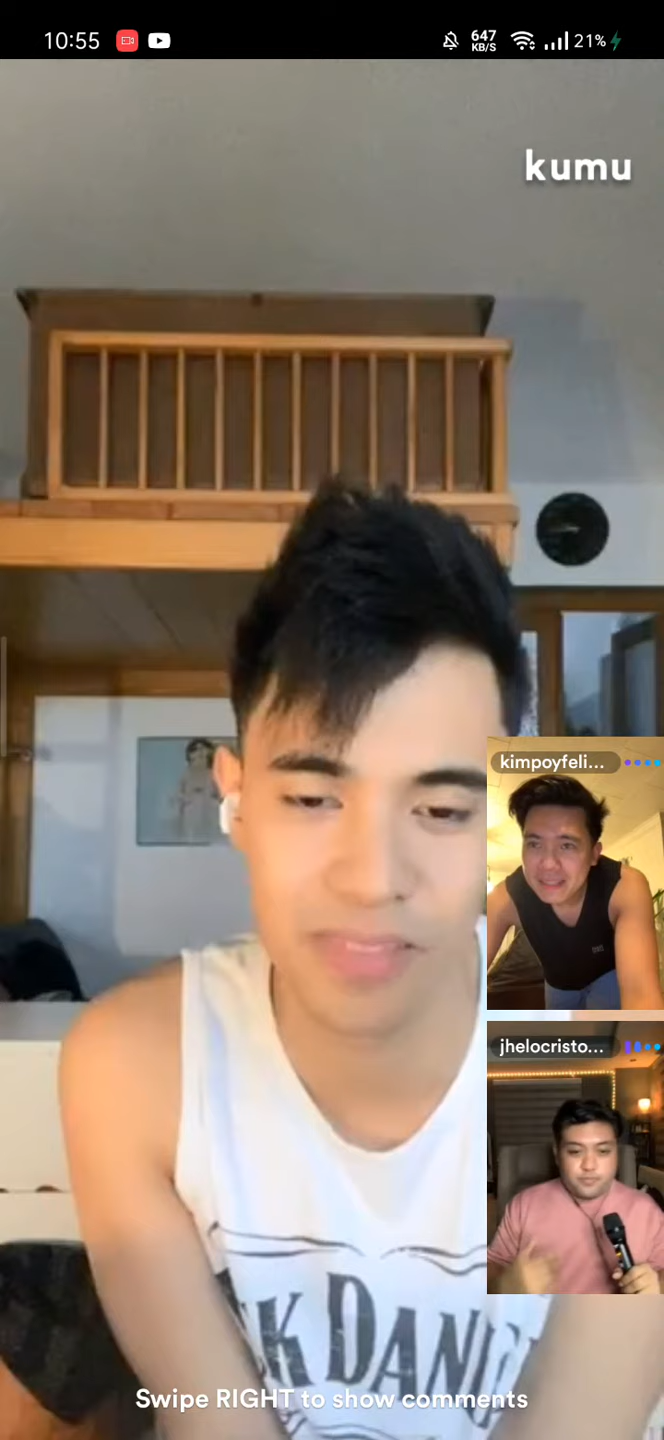 10:55
647
KB/S
21%
kumu
kimpoyfeli...
jhelocristo...
Swipe RIGHT to show comments